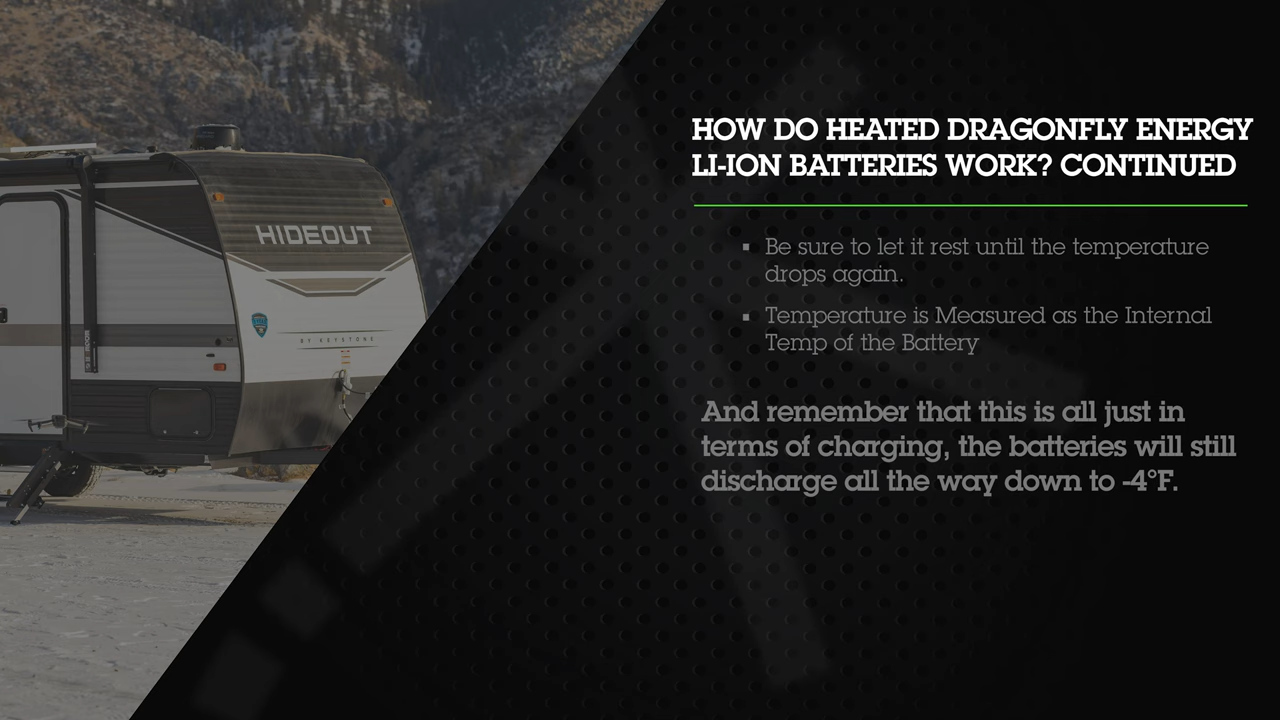 HIDEOUT
BY KEYSTONE
HOW DO HEATED DRAGONFLY ENERGY
LI-ION BATTERIES WORK? CONTINUED
▪ Be sure to let it rest until the temperature
drops again.
▪ Temperature is Measured as the Internal
Temp of the Battery
And remember that this is all just in
terms of charging, the batteries will still
discharge all the way down to -4°F.